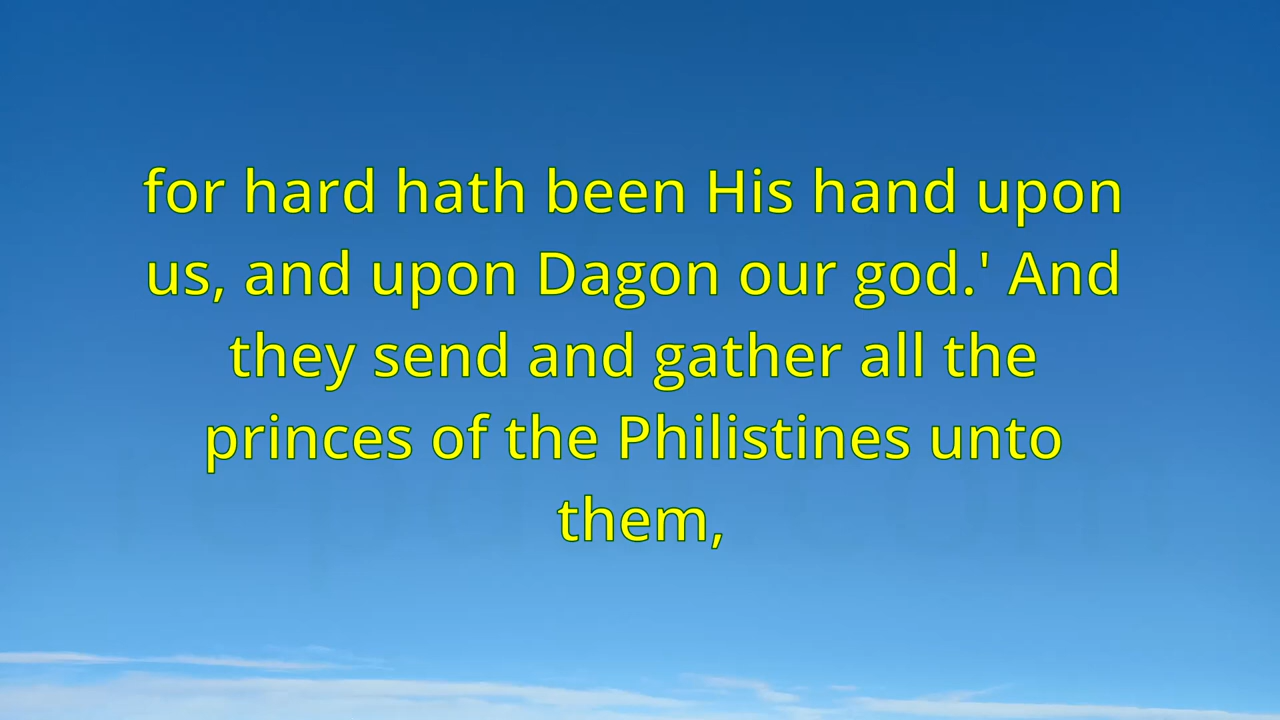 for hard hath been His hand upon
us, and upon Dagon our god.' And
they send and gather all the
princes of the Philistines unto
them,